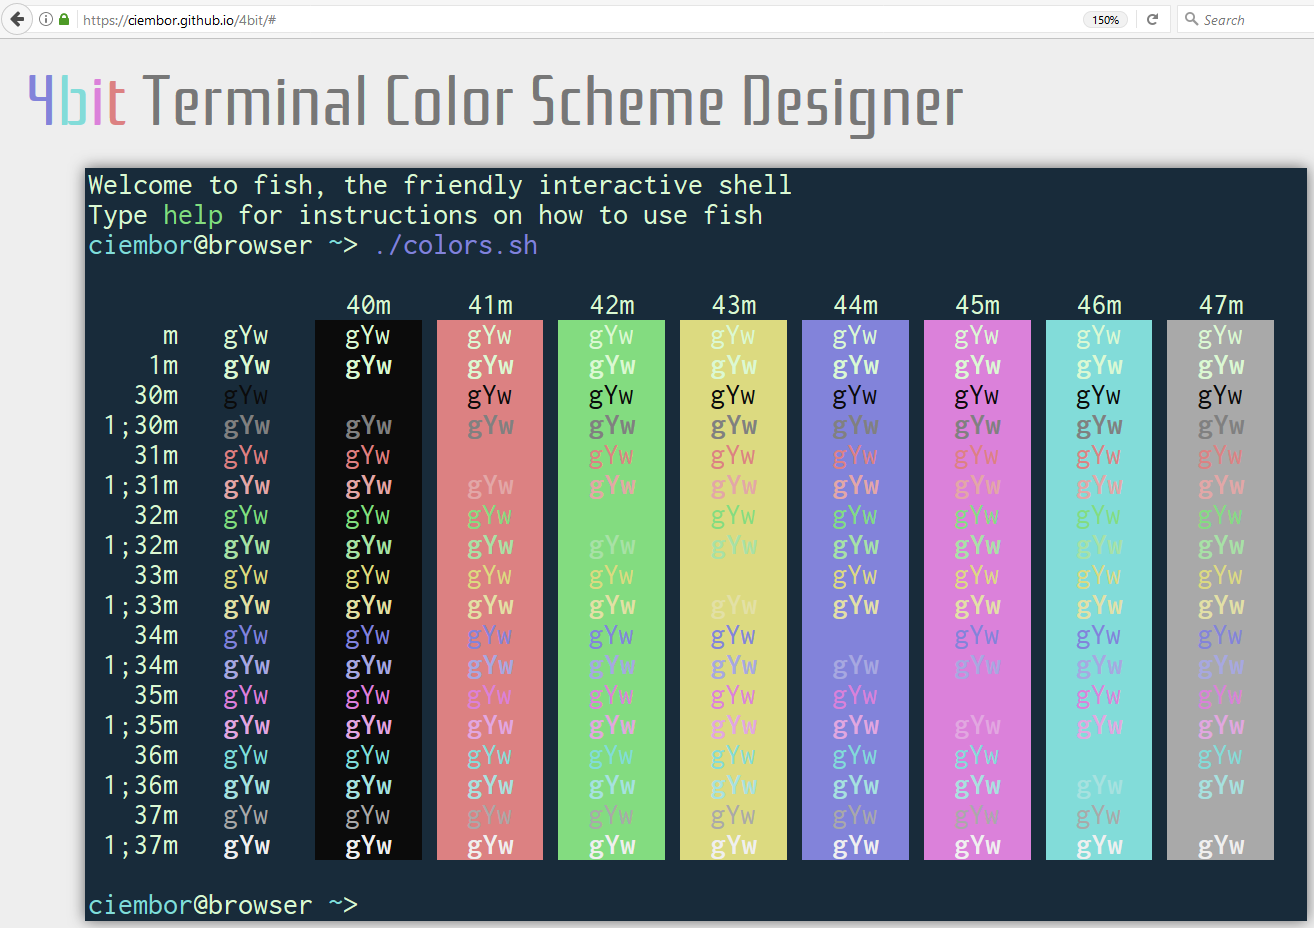 https://ciembor.github.io/4bit/#
150%
Search
4bit Terminal Color Scheme Designer
Welcome to fish, the friendly interactive shell
Type help for instructions on how to use fish
ciembor@browser ~> ./colors.sh
40m 41m 42m 43m 44m 45m 46m 47m
m gYw gYw gYw gYw gYw gYw gYw gYw gYw
1m gYw gYw gYw gYw gYw gYw gYw gYw gYw
30m gYw gYw gYw gYw gYw gYw gYw gYw
1;30m gYw gYw gYw gYw gYw gYw gYw gYw gYw
31m gYw gYw gYw gYw gYw gYw gYw gYw
1;31m gYw gYw gYw gYw gYw gYw gYw gYw gYw
32m gYw gYw gYw gYw gYw gYw gYw gYw
1;32m gYw gYw gYw gYw gYw gYw gYw gYw gYw
33m gYw gYw gYw gYw gYw gYw gYw gYw
1;33m gYw gYw gYw gYw gYw gYw gYw gYw gYw
34m gYw gYw gYw gYw gYw gYw gYw gYw
1;34m gYw gYw gYw gYw gYw gYw gYw gYw gYw
35m gYw gYw gYw gYw gYw gYw gYw gYw
1;35m gYw gYw gYw gYw gYw gYw gYw gYw gYw
36m gYw gYw gYw gYw gYw gYw gYw gYw
1;36m gYw gYw gYw gYw gYw gYw gYw gYw gYw
37m gYw gYw gYw gYw gYw gYw gYw gYw
1;37m gYw gYw gYw gYw gYw gYw gYw gYw gYw
ciembor@browser ~>